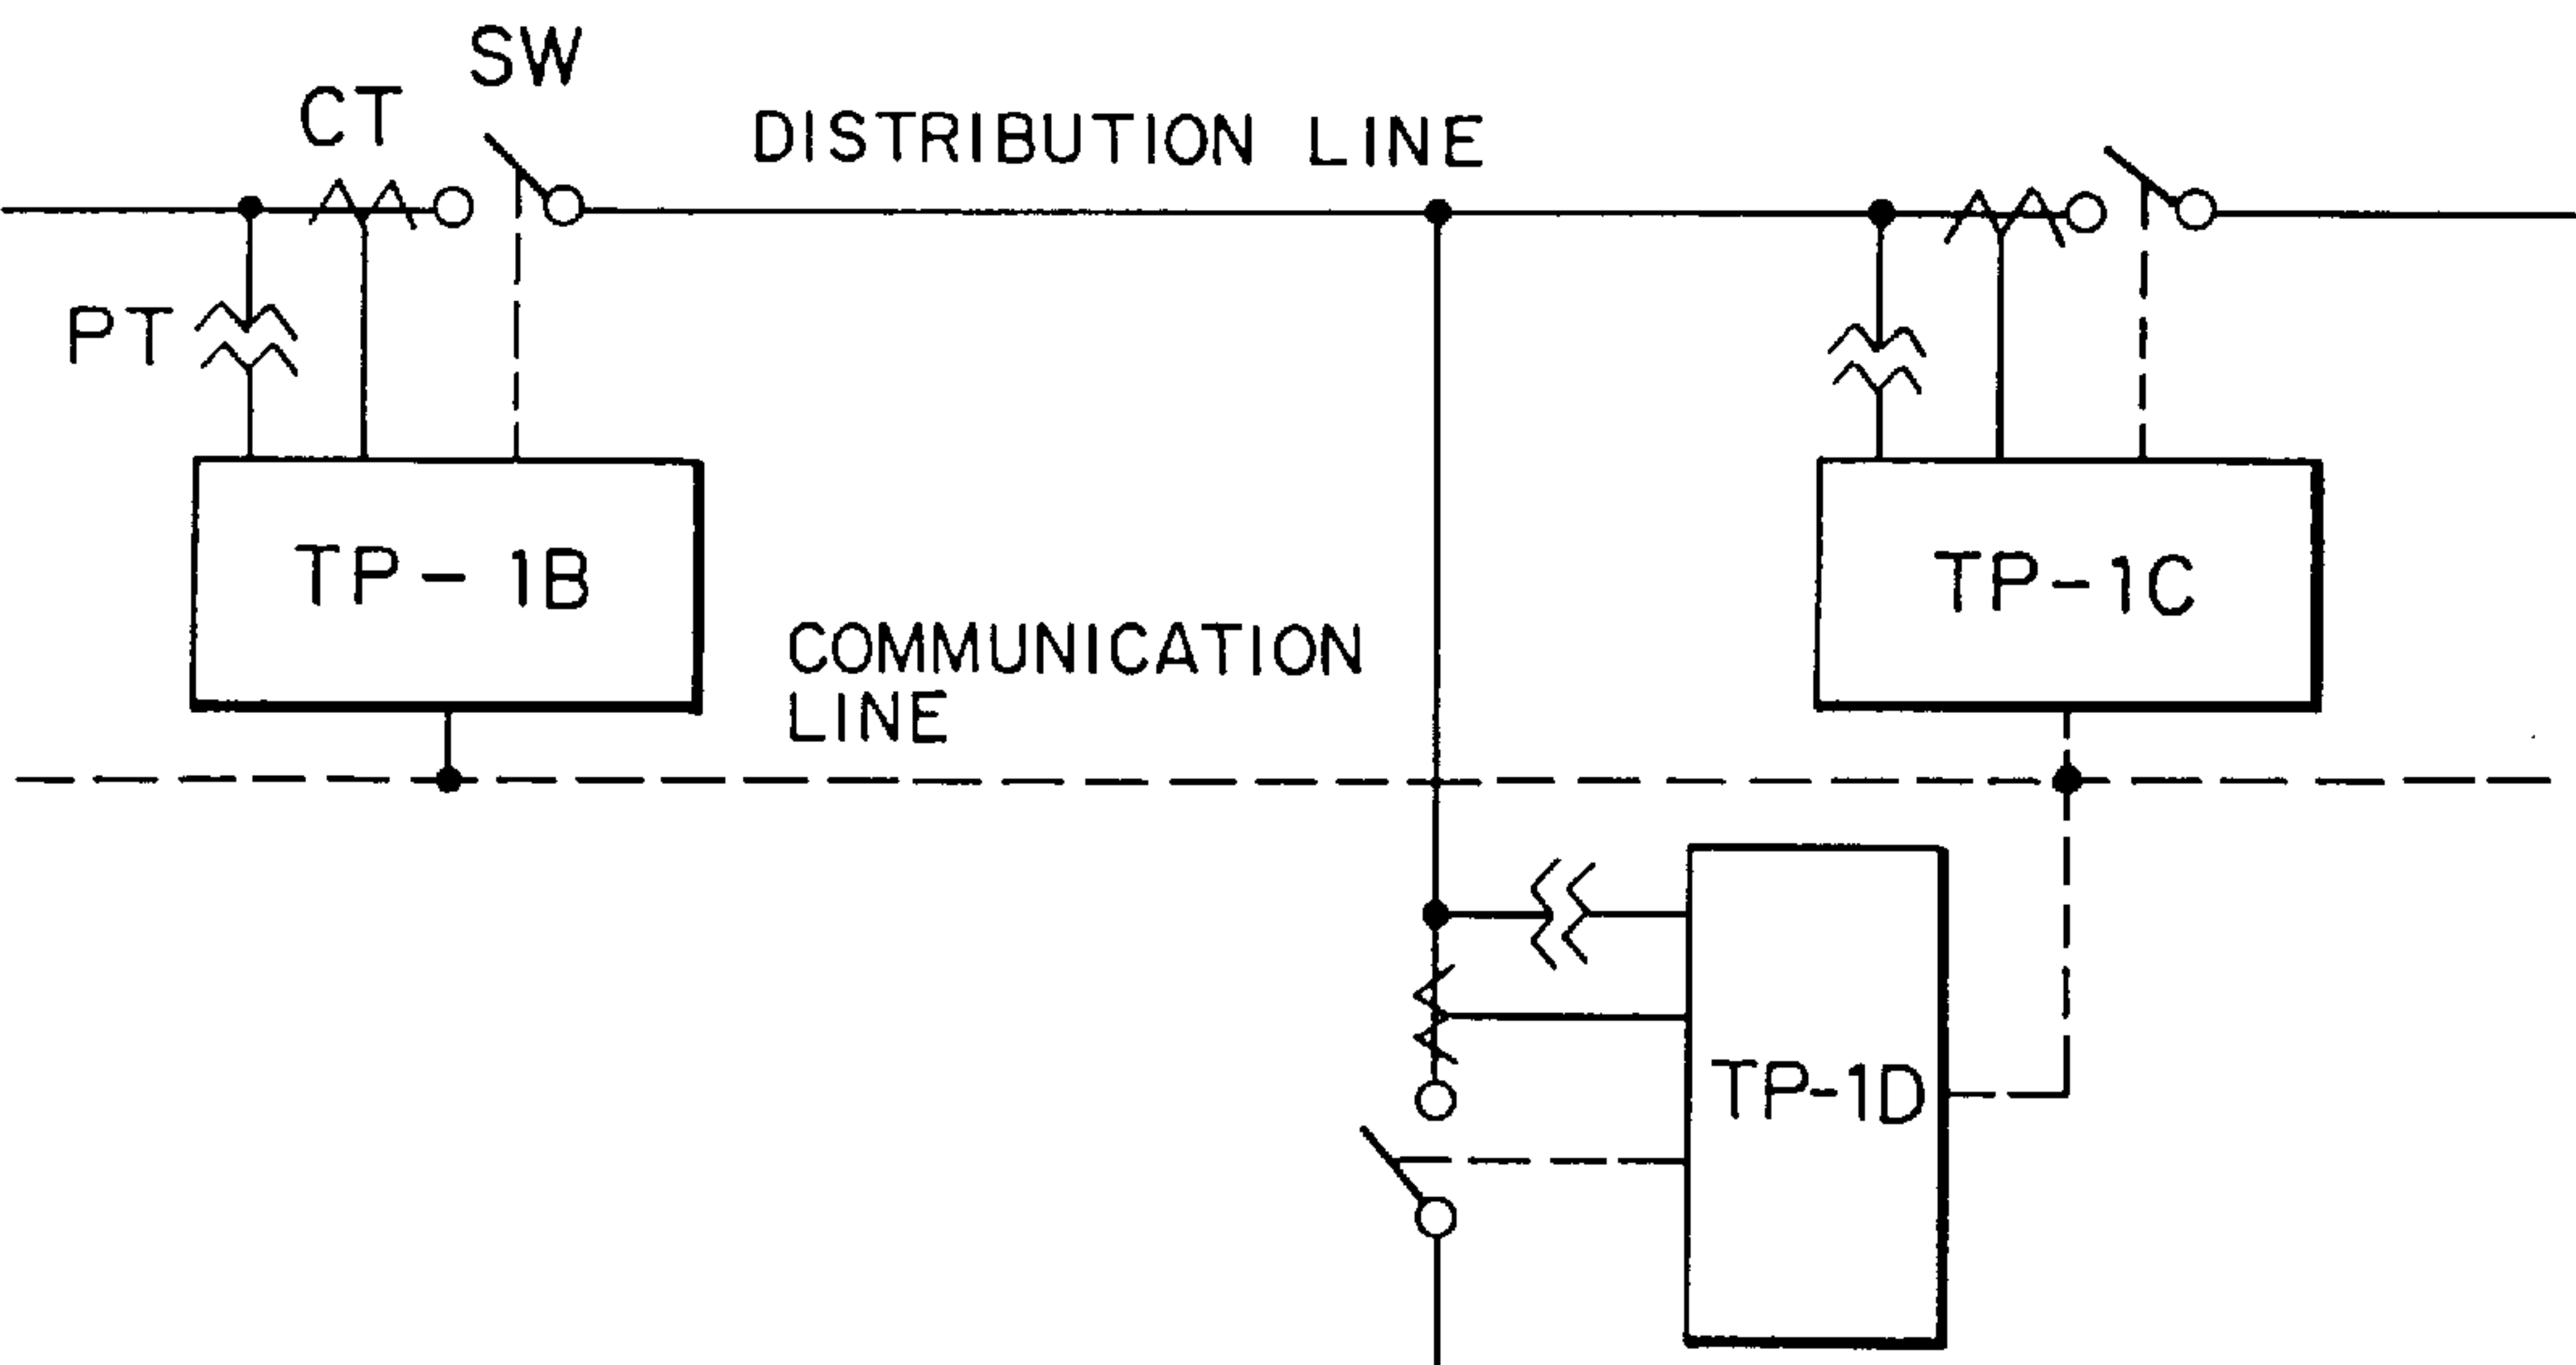 SW
CT
DISTRIBUTION LINE
PT
TP-1B
TP-1C
COMMUNICATION
LINE
TP-1D